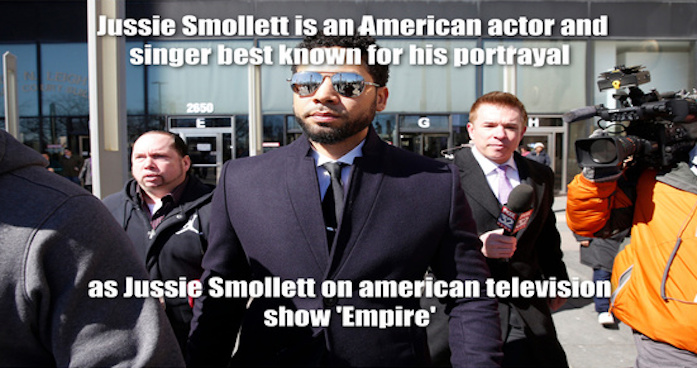 Jussie Smollett is an American actor and
singer best known for his portrayal
2650
E G H
32
as Jussie Smollett on american television
show 'Empire'